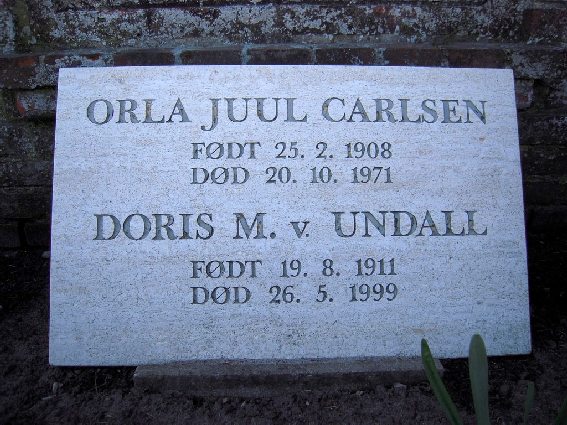 ORLA JUUL CARLSEN
FØDT 25. 2. 1908
DØD 20. 10. 1971
DORIS M. v. UNDALL
FØDT 19. 8. 1911
DØD 26. 5. 1999